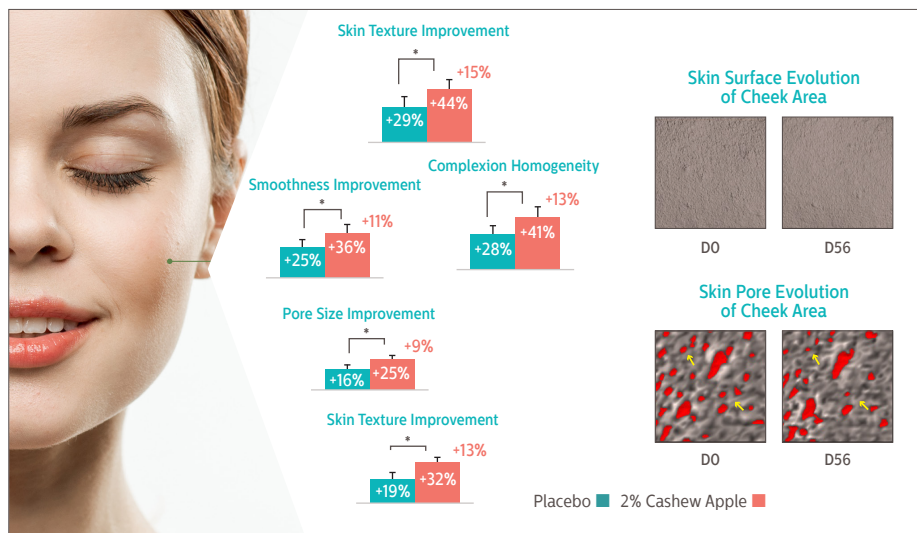 Skin Texture Improvement
*
+15%
+29%
+44%
Smoothness Improvement
*
+11%
+25%
+36%
Complexion Homogeneity
*
+13%
+28%
+41%
Pore Size Improvement
*
+9%
+16%
+25%
Skin Texture Improvement
*
+13%
+19%
+32%
Skin Surface Evolution
of Cheek Area
D0
D56
Skin Pore Evolution
of Cheek Area
D0
D56
Placebo
2% Cashew Apple